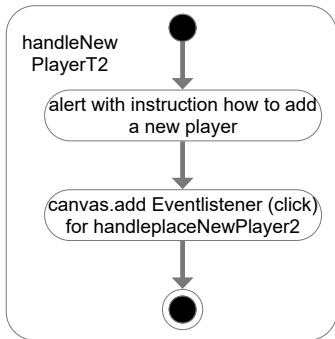 handleNew
PlayerT2
alert with instruction how to add
a new player
canvas.add Eventlistener (click)
for handleplaceNewPlayer2